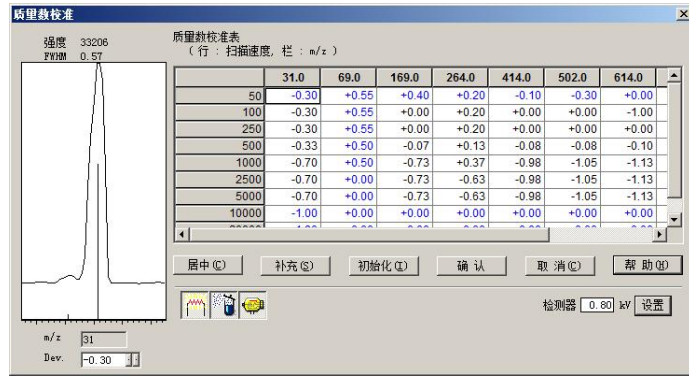 质量数校准
强度 33206
FWHM 0.57
质量数校准表
(行 : 扫描速度, 栏 : m/z )
31.0 69.0 169.0 264.0 414.0 502.0 614.0
50 -0.30 +0.55 +0.40 +0.20 -0.10 -0.30 +0.00
100 -0.30 +0.55 +0.00 +0.20 +0.00 +0.00 -1.00
250 -0.30 +0.55 +0.00 +0.20 +0.00 +0.00 +0.00
500 -0.33 +0.50 -0.07 +0.13 -0.08 -0.08 -0.10
1000 -0.70 +0.50 -0.73 +0.37 -0.98 -1.05 -1.13
2500 -0.70 +0.00 -0.73 -0.63 -0.98 -1.05 -1.13
5000 -0.70 +0.00 -0.73 -0.63 -0.98 -1.05 -1.13
10000 -1.00 +0.00 +0.00 +0.00 +0.00 +0.00 +0.00
居中(C) 补充(S) 初始化(I) 确 认 取 消(C) 帮 助(H)
检测器 0.80 kV 设置
m/z 31
Dev. -0.30